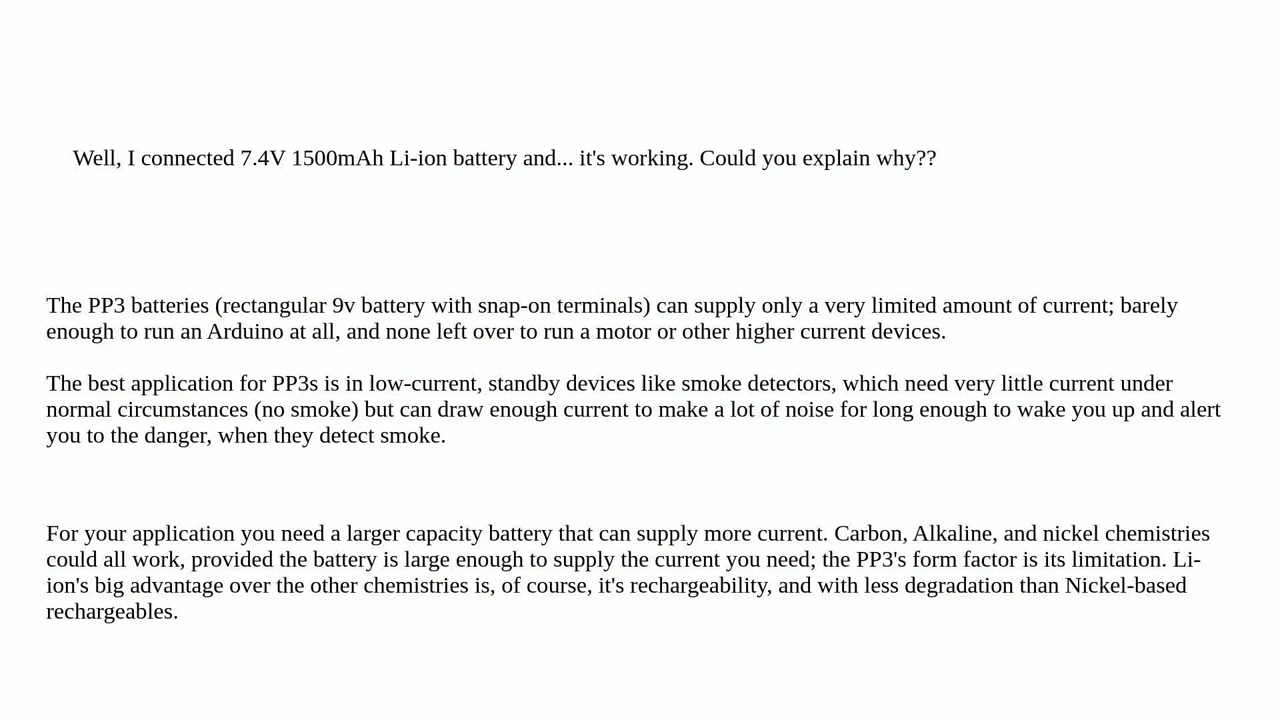 Well, I connected 7.4V 1500mAh Li-ion battery and... it's working. Could you explain why??
The PP3 batteries (rectangular 9v battery with snap-on terminals) can supply only a very limited amount of current; barely
enough to run an Arduino at all, and none left over to run a motor or other higher current devices.
The best application for PP3s is in low-current, standby devices like smoke detectors, which need very little current under
normal circumstances (no smoke) but can draw enough current to make a lot of noise for long enough to wake you up and alert
you to the danger, when they detect smoke.
For your application you need a larger capacity battery that can supply more current. Carbon, Alkaline, and nickel chemistries
could all work, provided the battery is large enough to supply the current you need; the PP3's form factor is its limitation. Li-
ion's big advantage over the other chemistries is, of course, it's rechargeability, and with less degradation than Nickel-based
rechargeables.